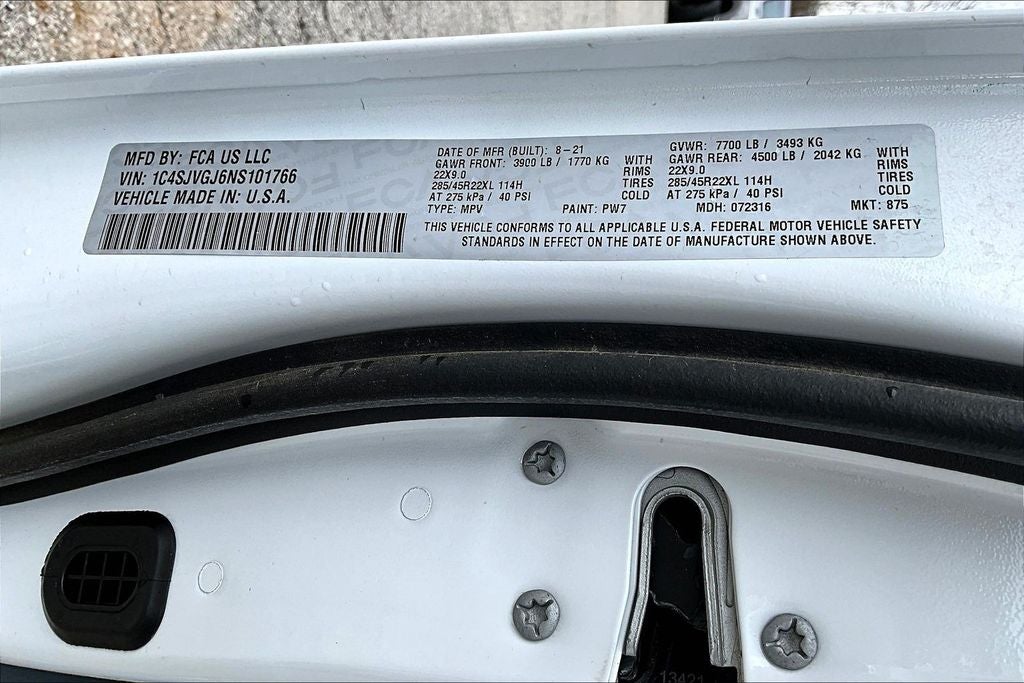 MFD BY: FCA US LLC
VIN: 1C4SJVGJ6NS101766
VEHICLE MADE IN: U.S.A.
DATE OF MFR (BUILT): 8-21
GAWR FRONT: 3900 LB / 1770 KG WITH
22X9.0 RIMS
285/45R22XL 114H TIRES
AT 275 kPa / 40 PSI COLD
TYPE: MPV PAINT: PW7
GVWR: 7700 LB / 3493 KG
GAWR REAR: 4500 LB / 2042 KG WITH
22X9.0 RIMS
285/45R22XL 114H TIRES
AT 275 kPa / 40 PSI COLD
MDH: 072316 MKT: 875
THIS VEHICLE CONFORMS TO ALL APPLICABLE U.S.A. FEDERAL MOTOR VEHICLE SAFETY
STANDARDS IN EFFECT ON THE DATE OF MANUFACTURE SHOWN ABOVE.